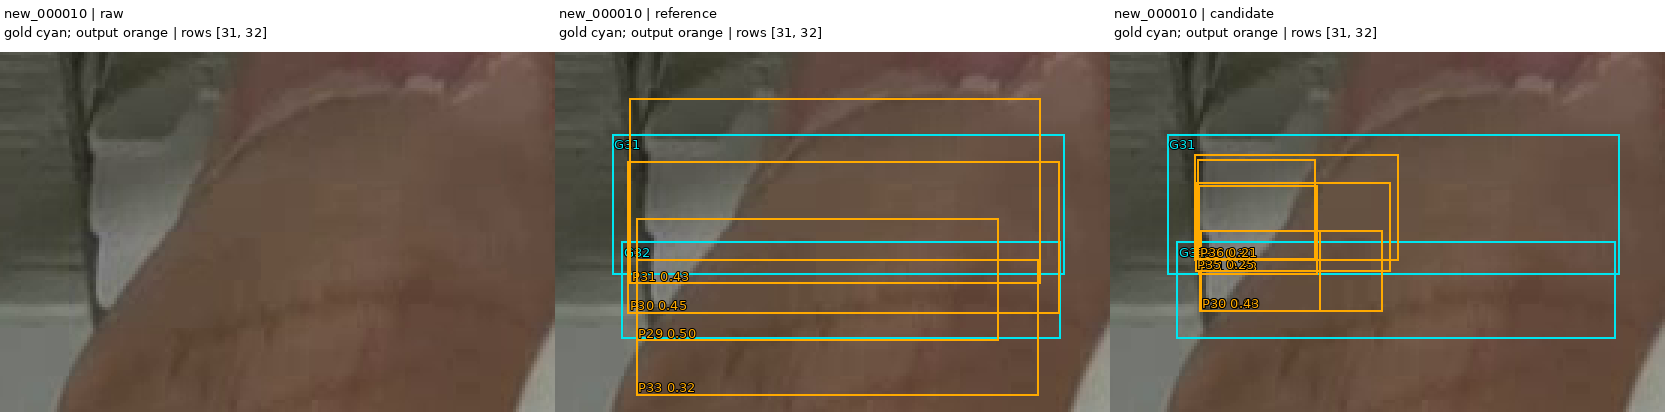 new_000010 | raw
gold cyan; output orange | rows [31, 32]
new_000010 | reference
gold cyan; output orange | rows [31, 32]
new_000010 | candidate
gold cyan; output orange | rows [31, 32]
G31
G32
P31 0.43
P30 0.45
P29 0.50
P33 0.32
G31
P36 0.21
P35 0.25
P30 0.43